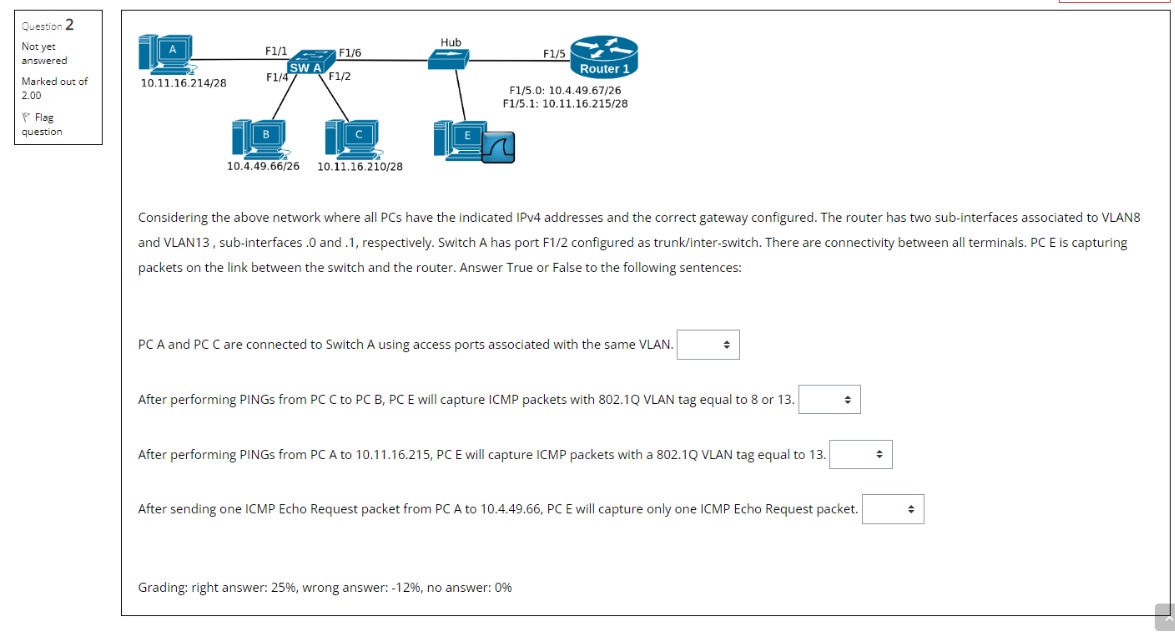 Question 2
Not yet
answered
Marked out of
2.00
Flag
question
A
10.11.16.214/28
F1/1
SW A
F1/6
F1/4
F1/2
Hub
F1/5
Router 1
F1/5.0: 10.4.49.67/26
F1/5.1: 10.11.16.215/28
B
10.4.49.66/26
C
10.11.16.210/28
E
Considering the above network where all PCs have the indicated IPv4 addresses and the correct gateway configured. The router has two sub-interfaces associated to VLAN8
and VLAN13 , sub-interfaces .0 and .1, respectively. Switch A has port F1/2 configured as trunk/inter-switch. There are connectivity between all terminals. PC E is capturing
packets on the link between the switch and the router. Answer True or False to the following sentences:
PC A and PC C are connected to Switch A using access ports associated with the same VLAN.
After performing PINGs from PC C to PC B, PC E will capture ICMP packets with 802.1Q VLAN tag equal to 8 or 13.
After performing PINGs from PC A to 10.11.16.215, PC E will capture ICMP packets with a 802.1Q VLAN tag equal to 13.
After sending one ICMP Echo Request packet from PC A to 10.4.49.66, PC E will capture only one ICMP Echo Request packet.
Grading: right answer: 25%, wrong answer: -12%, no answer: 0%